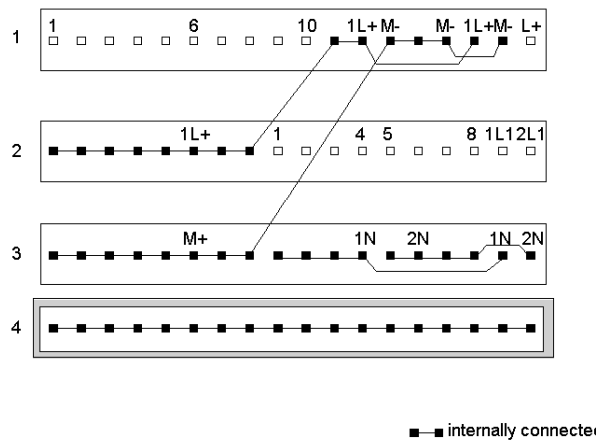 1 6 10 1L+ M- M- 1L+ M- L+
1
1L+ 1 4 5 8 1L1 2L1
2
M+ 1N 2N 1N 2N
3
4
internally connected